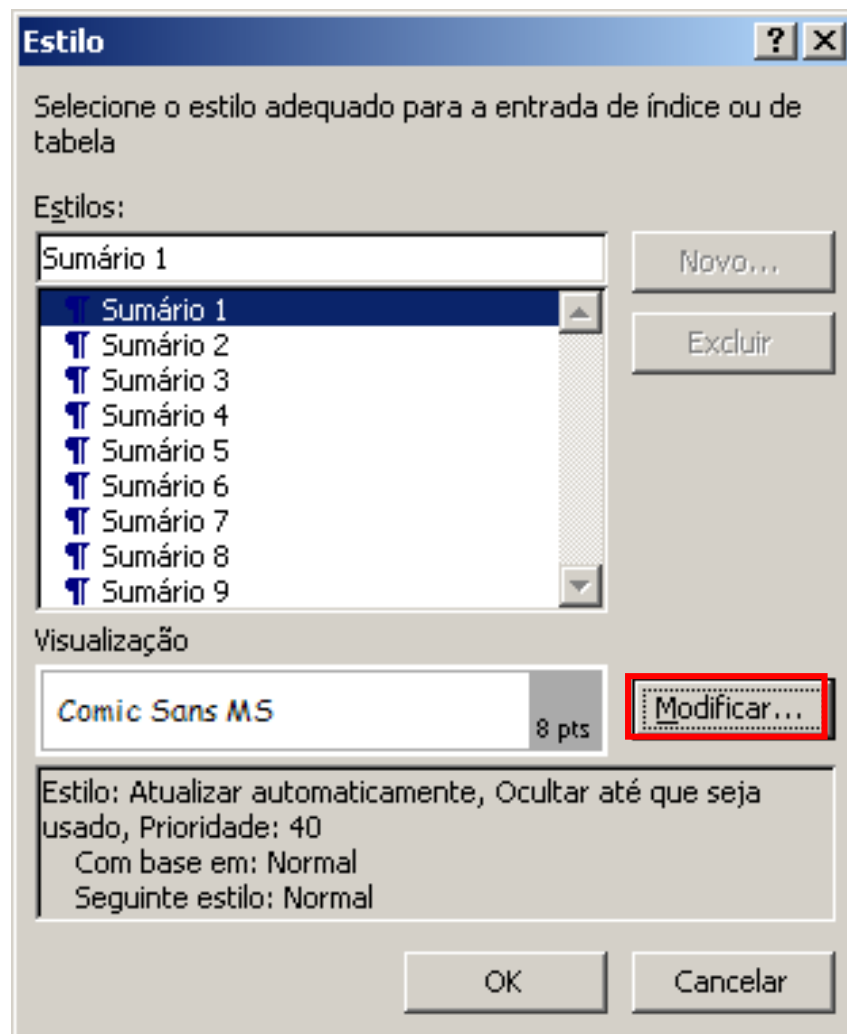 Estilo
Selecione o estilo adequado para a entrada de índice ou de
tabela
Estilos:
Sumário 1
Novo...
Sumário 1
Sumário 2
Sumário 3
Sumário 4
Sumário 5
Sumário 6
Sumário 7
Sumário 8
Sumário 9
Excluir
Visualização
Comic Sans MS
8 pts
Modificar...
Estilo: Atualizar automaticamente, Ocultar até que seja
usado, Prioridade: 40
Com base em: Normal
Seguinte estilo: Normal
OK
Cancelar